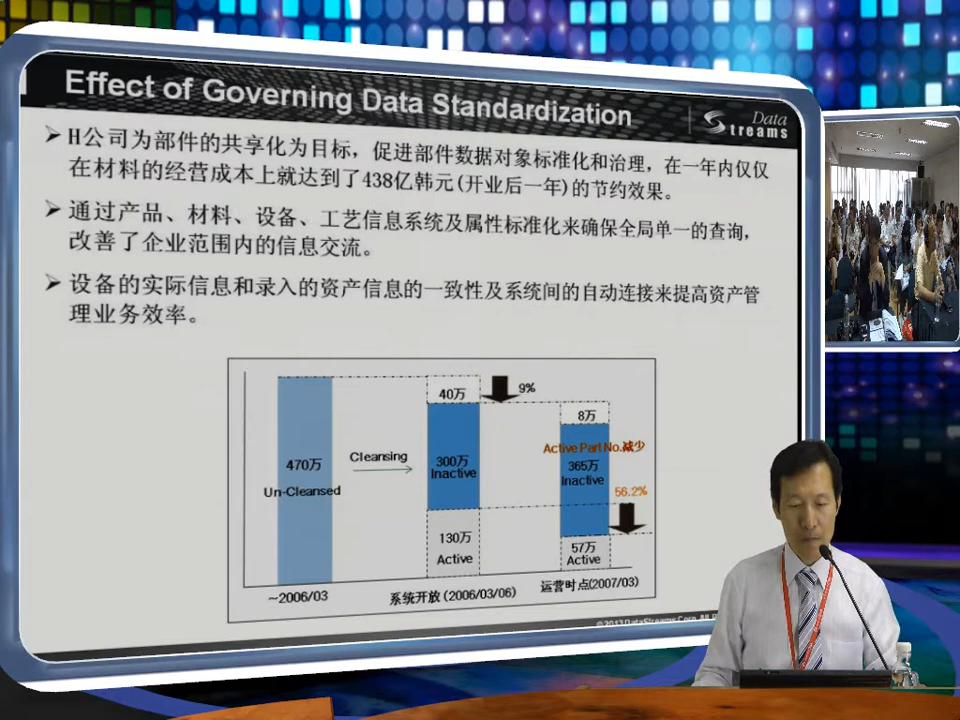 Effect of Governing Data Standardization
Data
Streams
➢ H公司为部件的共享化为目标，促进部件数据对象标准化和治理，在一年内仅仅
在材料的经营成本上就达到了438亿韩元(开业后一年)的节约效果。
➢ 通过产品、材料、设备、工艺信息系统及属性标准化来确保全局单一的查询，
改善了企业范围内的信息交流。
➢ 设备的实际信息和录入的资产信息的一致性及系统间的自动连接来提高资产管
理业务效率。
40万
9%
8万
Active Part No.减少
470万
Un-Cleansed
Cleansing
300万
Inactive
365万
Inactive
56.2%
130万
Active
57万
Active
~2006/03
系统开放(2006/03/06)
运营时点(2007/03)
©2013 DataStreams Corp. All